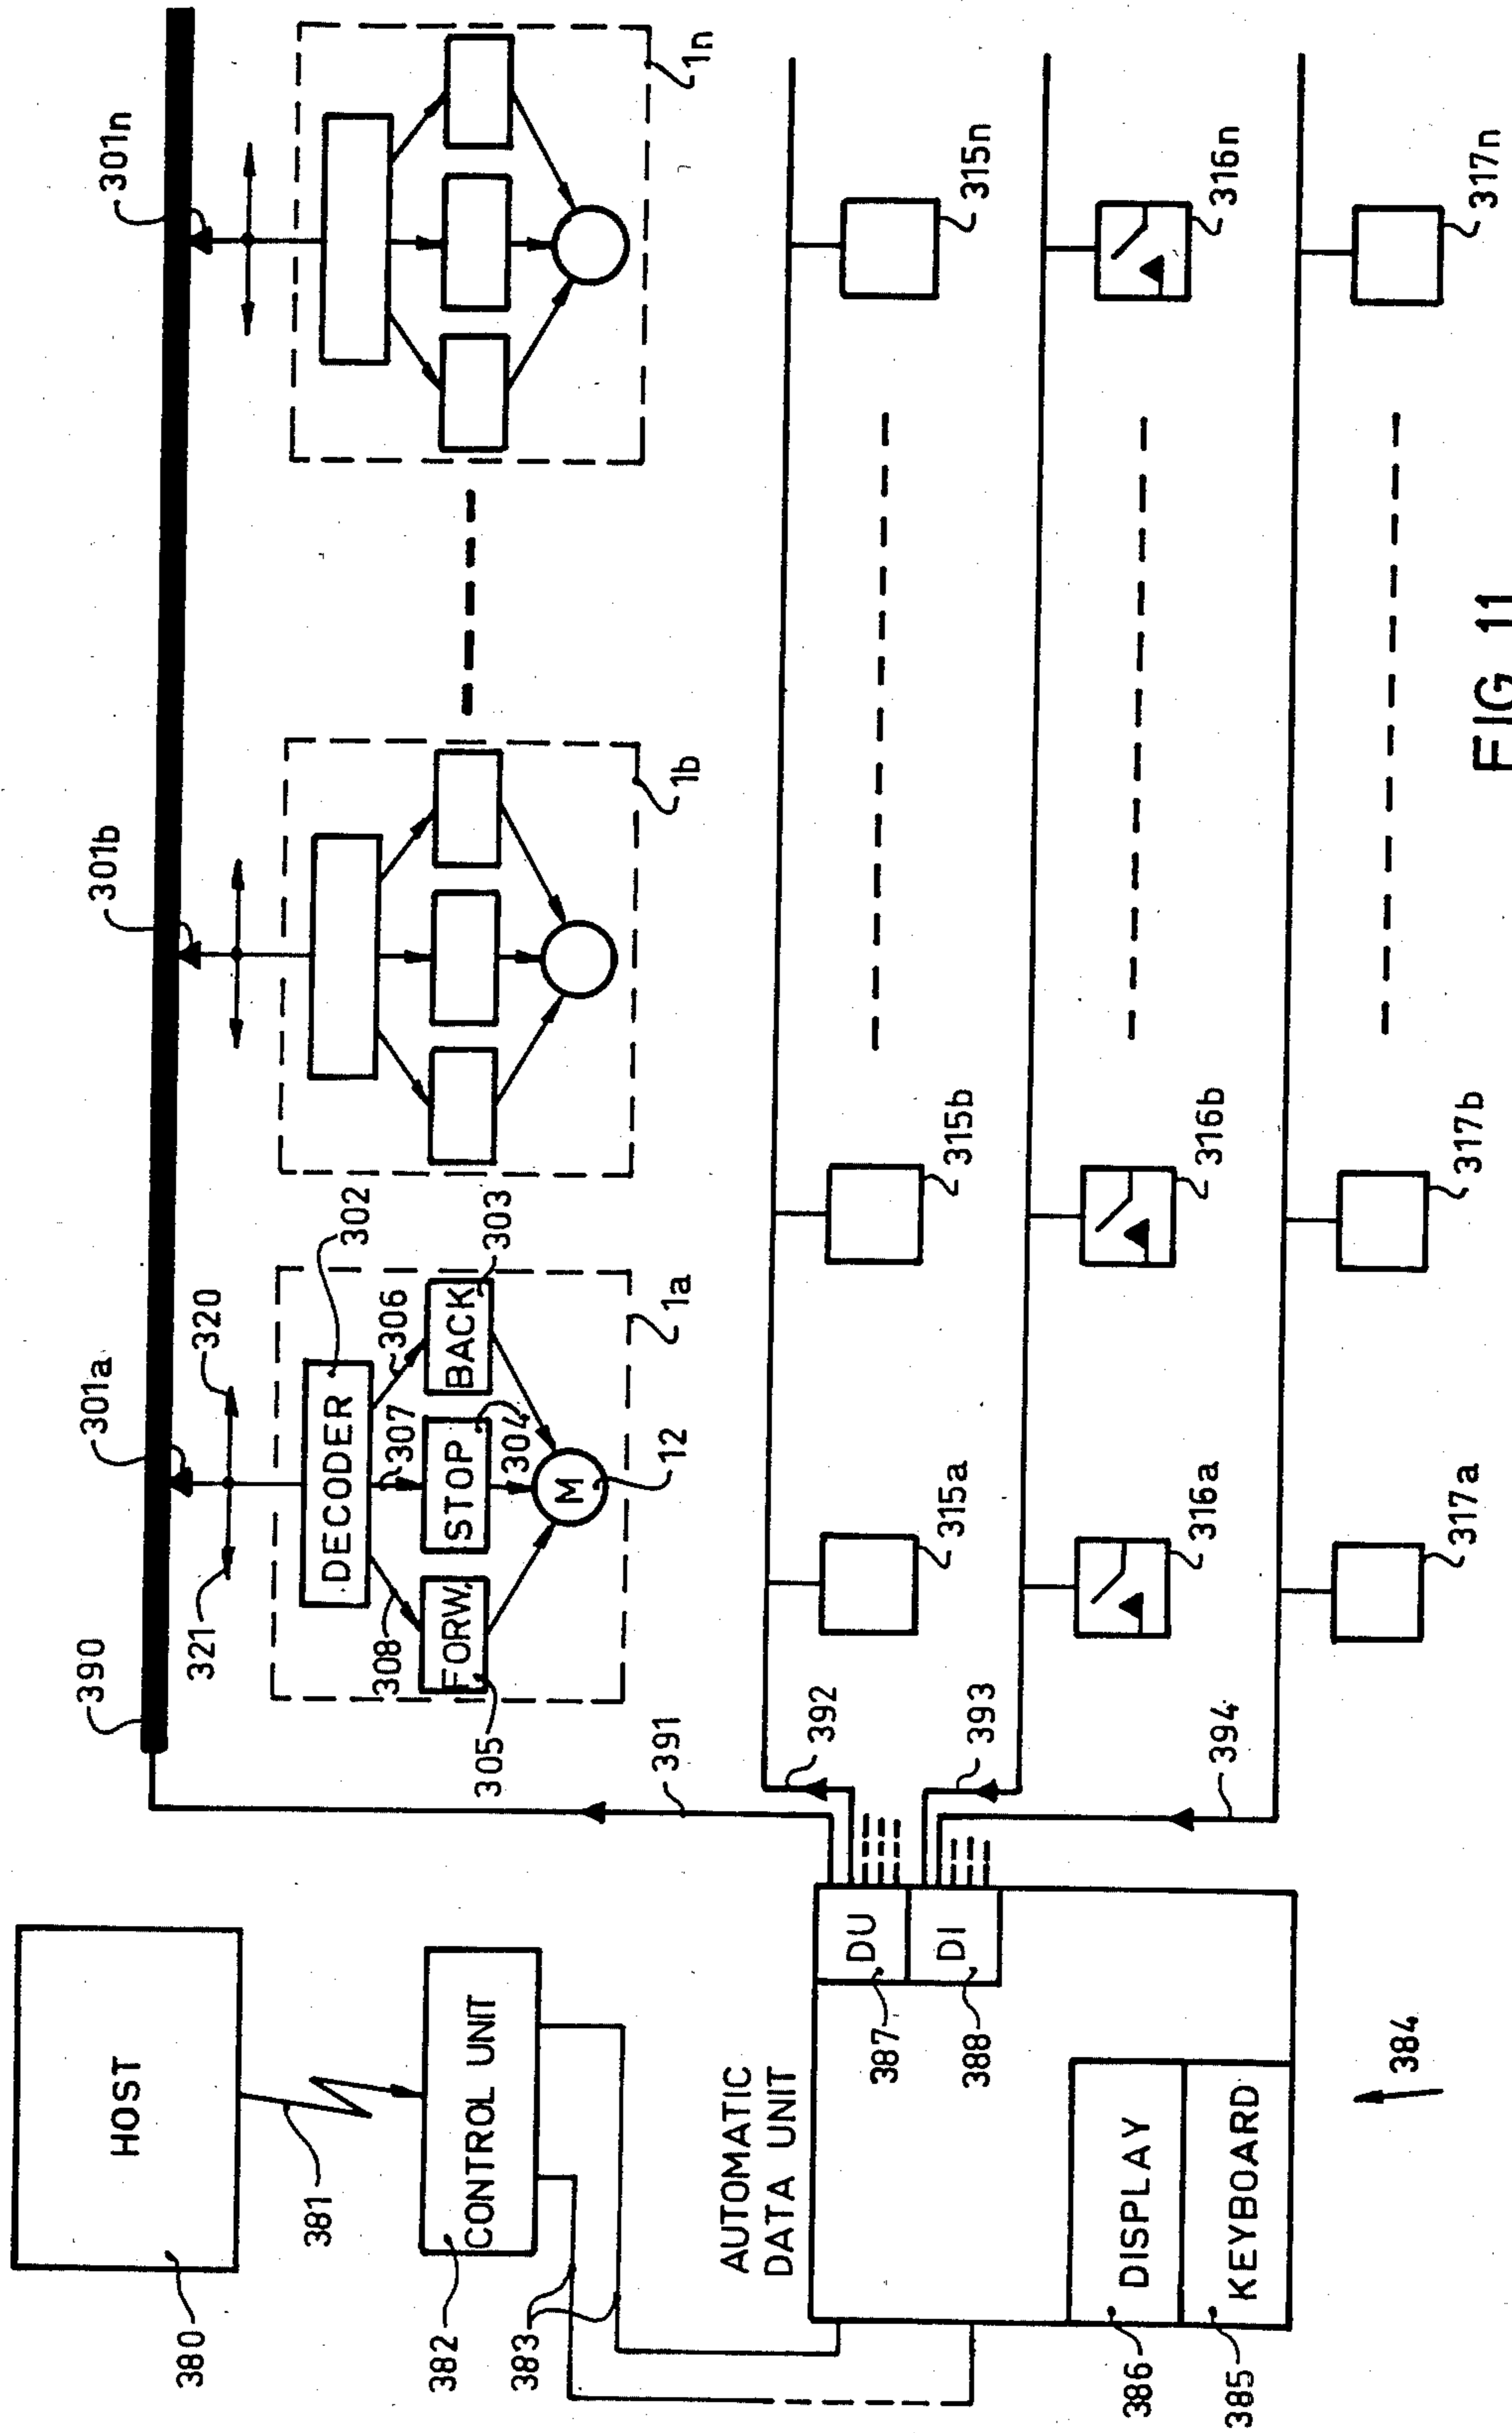 HOST
380
381
CONTROL UNIT
382
383
AUTOMATIC
DATA UNIT
DU
387
DI
388
DISPLAY
386
KEYBOARD
385
384
390
391
392
393
394
301a
321
320
DECODER
302
308
307
306
FORW.
305
STOP
304
BACK
303
M
12
1a
301b
1b
301n
1n
315a
315b
315n
316a
316b
316n
317a
317b
317n
FIG. 11